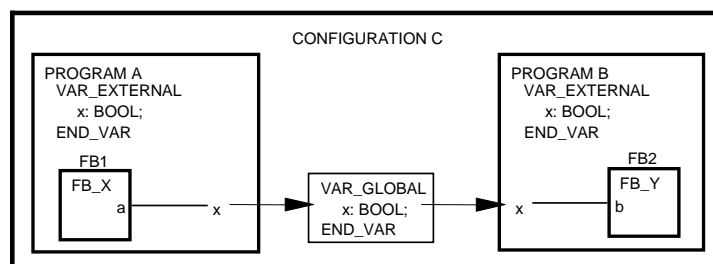 CONFIGURATION C
PROGRAM A
VAR_EXTERNAL
x: BOOL;
END_VAR
FB1
FB_X
a
x
VAR_GLOBAL
x: BOOL;
END_VAR
PROGRAM B
VAR_EXTERNAL
x: BOOL;
END_VAR
FB2
FB_Y
x
b